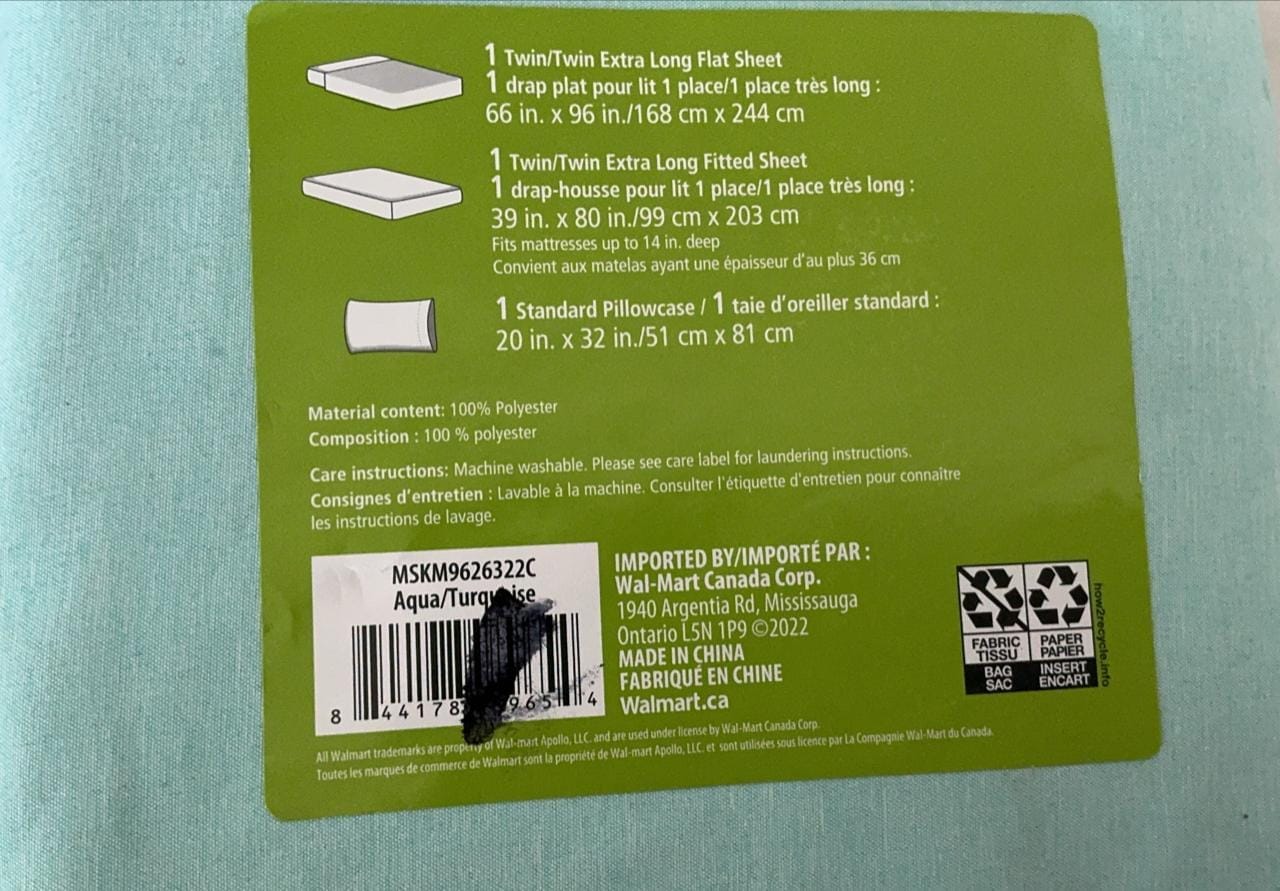 1 Twin/Twin Extra Long Flat Sheet
1 drap plat pour lit 1 place/1 place très long :
66 in. x 96 in./168 cm x 244 cm
1 Twin/Twin Extra Long Fitted Sheet
1 drap-housse pour lit 1 place/1 place très long :
39 in. x 80 in./99 cm x 203 cm
Fits mattresses up to 14 in. deep
Convient aux matelas ayant une épaisseur d'au plus 36 cm
1 Standard Pillowcase / 1 taie d'oreiller standard :
20 in. x 32 in./51 cm x 81 cm
Material content: 100% Polyester
Composition : 100 % polyester
Care instructions: Machine washable. Please see care label for laundering instructions.
Consignes d'entretien : Lavable à la machine. Consulter l'étiquette d'entretien pour connaître
les instructions de lavage.
MSKM9626322C
Aqua/Turquoise
8 44178 965 4
IMPORTED BY/IMPORTÉ PAR :
Wal-Mart Canada Corp.
1940 Argentia Rd, Mississauga
Ontario L5N 1P9 ©2022
MADE IN CHINA
FABRIQUÉ EN CHINE
Walmart.ca
FABRIC
TISSU
BAG
SAC
PAPER
PAPIER
INSERT
ENCART
how2recycle.info
All Walmart trademarks are property of Wal-mart Apollo, LLC. and are used under license by Wal-Mart Canada Corp.
Toutes les marques de commerce de Walmart sont la propriété de Wal-mart Apollo, LLC. et sont utilisées sous licence par La Compagnie Wal-Mart du Canada.